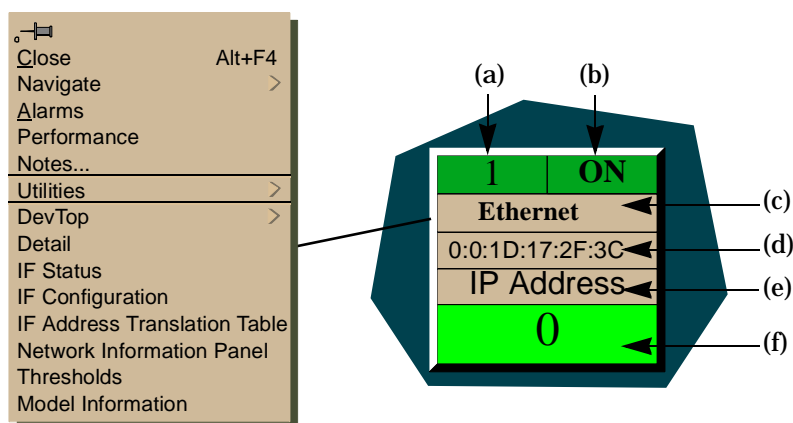 Close Alt+F4
Navigate >
Alarms
Performance
Notes...
Utilities >
DevTop >
Detail
IF Status
IF Configuration
IF Address Translation Table
Network Information Panel
Thresholds
Model Information
(a) (b)
1 ON
Ethernet (c)
0:0:1D:17:2F:3C (d)
IP Address (e)
0 (f)